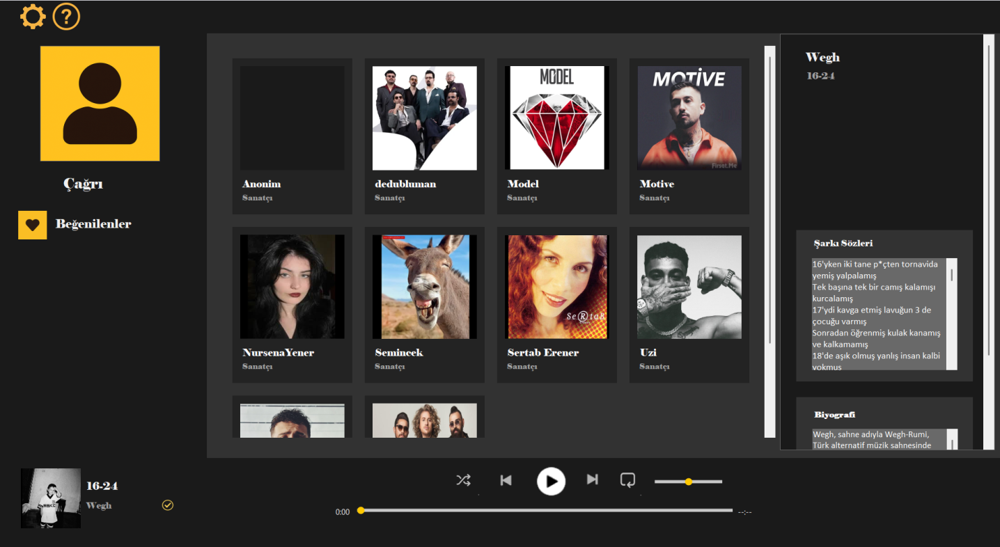 ?
Çağrı
Beğenilenler
Anonim
Sanatçı
dedubluman
Sanatçı
MODEL
Model
Sanatçı
MOTİVE
Fırsat.Me
Motive
Sanatçı
NursenaYener
Sanatçı
Semincek
Sanatçı
Se®tab
Sertab Erener
Sanatçı
Uzi
Sanatçı
Wegh
16-24
Şarkı Sözleri
16'yken iki tane p*çten tornavida
yemiş yalpalamış
Tek başına tek bir camış kalamışı
kurcalamış
17'ydi kavga etmiş lavuğun 3 de
çocuğu varmış
Sonradan öğrenmiş kulak kanamış
ve kalkamamış
18'de aşık olmuş yanlış insan kalbi
yokmuş
Biyografi
Wegh, sahne adıyla Wegh-Rumi,
Türk alternatif müzik sahnesinde
16-24
Wegh
0:00
--:--